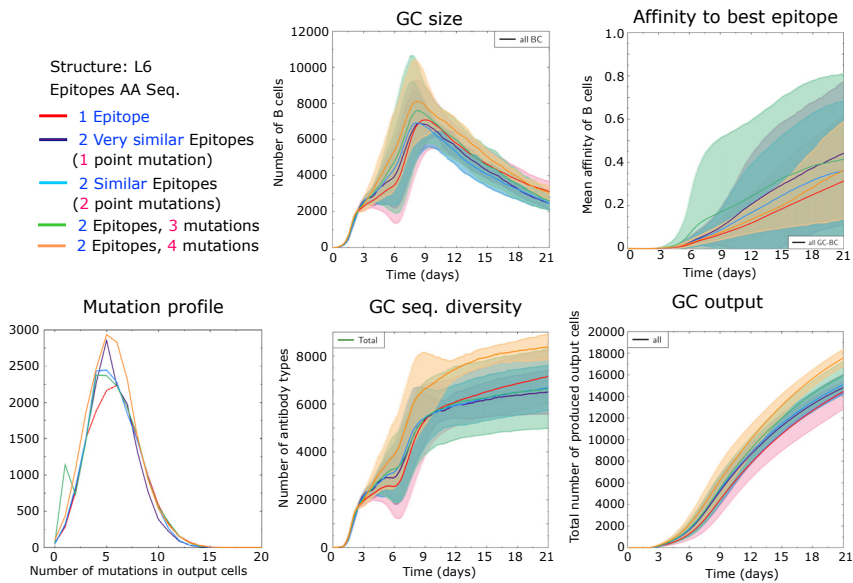 Structure: L6
Epitopes AA Seq.
1 Epitope
2 Very similar Epitopes
(1 point mutation)
2 Similar Epitopes
(2 point mutations)
2 Epitopes, 3 mutations
2 Epitopes, 4 mutations
GC size
all BC
Number of B cells
12000
10000
8000
6000
4000
2000
0
0 3 6 9 12 15 18 21
Time (days)
Affinity to best epitope
Mean affinity of B cells
1.0
0.8
0.6
0.4
0.2
0.0
all GC-BC
0 3 6 9 12 15 18 21
Time (days)
Mutation profile
3000
2500
2000
1500
1000
500
0
0 5 10 15 20
Number of mutations in output cells
GC seq. diversity
Total
Number of antibody types
8000
6000
4000
2000
0
0 3 6 9 12 15 18 21
Time (days)
GC output
all
Total number of produced output cells
20000
18000
16000
14000
12000
10000
8000
6000
4000
2000
0
0 3 6 9 12 15 18 21
Time (days)